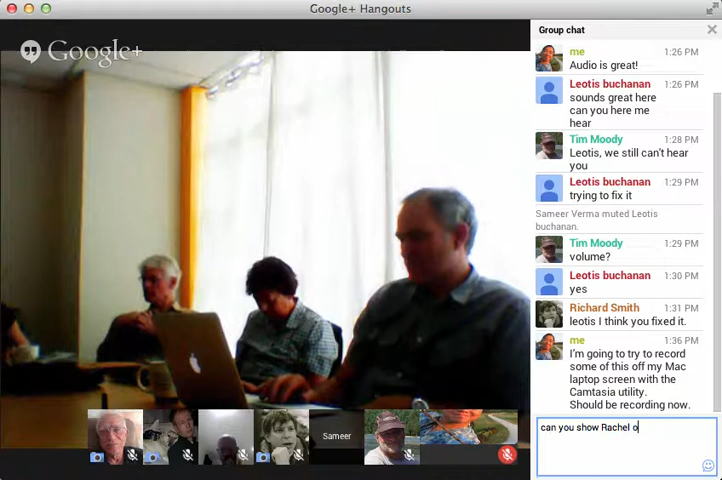 Google+ Hangouts
Google+
Sameer
Group chat
me 1:26 PM
Audio is great!
Leotis buchanan 1:26 PM
sounds great here
can you here me
hear
Tim Moody 1:28 PM
Leotis, we still can't hear
you
Leotis buchanan 1:29 PM
trying to fix it
Sameer Verma muted Leotis
buchanan.
Tim Moody 1:29 PM
volume?
Leotis buchanan 1:30 PM
yes
Richard Smith 1:31 PM
leotis I think you fixed it.
me 1:36 PM
I'm going to try to record
some of this off my Mac
laptop screen with the
Camtasia utility.
Should be recording now.
can you show Rachel o